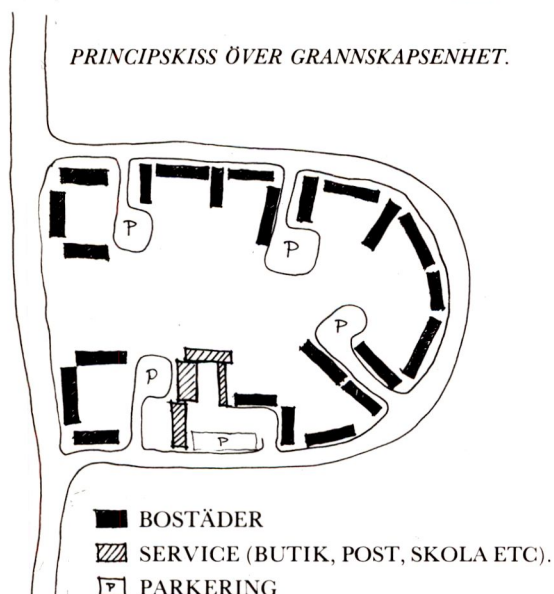 PRINCIPSKISS ÖVER GRANNSKAPSENHET.
P
P
P
P
P
BOSTÄDER
SERVICE (BUTIK, POST, SKOLA ETC).
P PARKERING